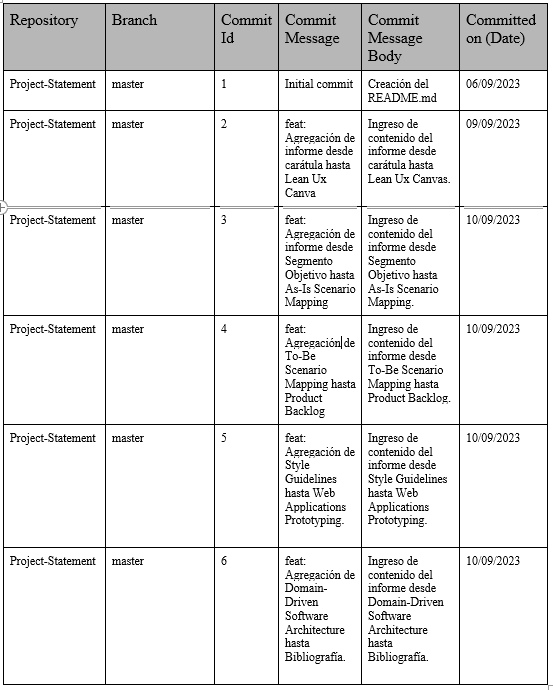 Repository Branch Commit Id Commit Message Commit Message Body Committed on (Date)
Project-Statement master 1 Initial commit Creación del README.md 06/09/2023
Project-Statement master 2 feat: Agregación de informe desde carátula hasta Lean Ux Canva Ingreso de contenido del informe desde carátula hasta Lean Ux Canvas. 09/09/2023
Project-Statement master 3 feat: Agregación de informe desde Segmento Objetivo hasta As-Is Scenario Mapping Ingreso de contenido del informe desde Segmento Objetivo hasta As-Is Scenario Mapping. 10/09/2023
Project-Statement master 4 feat: Agregación de To-Be Scenario Mapping hasta Product Backlog Ingreso de contenido del informe desde To-Be Scenario Mapping hasta Product Backlog. 10/09/2023
Project-Statement master 5 feat: Agregación de Style Guidelines hasta Web Applications Prototyping. Ingreso de contenido del informe desde Style Guidelines hasta Web Applications Prototyping. 10/09/2023
Project-Statement master 6 feat: Agregación de Domain-Driven Software Architecture hasta Bibliografía. Ingreso de contenido del informe desde Domain-Driven Software Architecture hasta Bibliografía. 10/09/2023